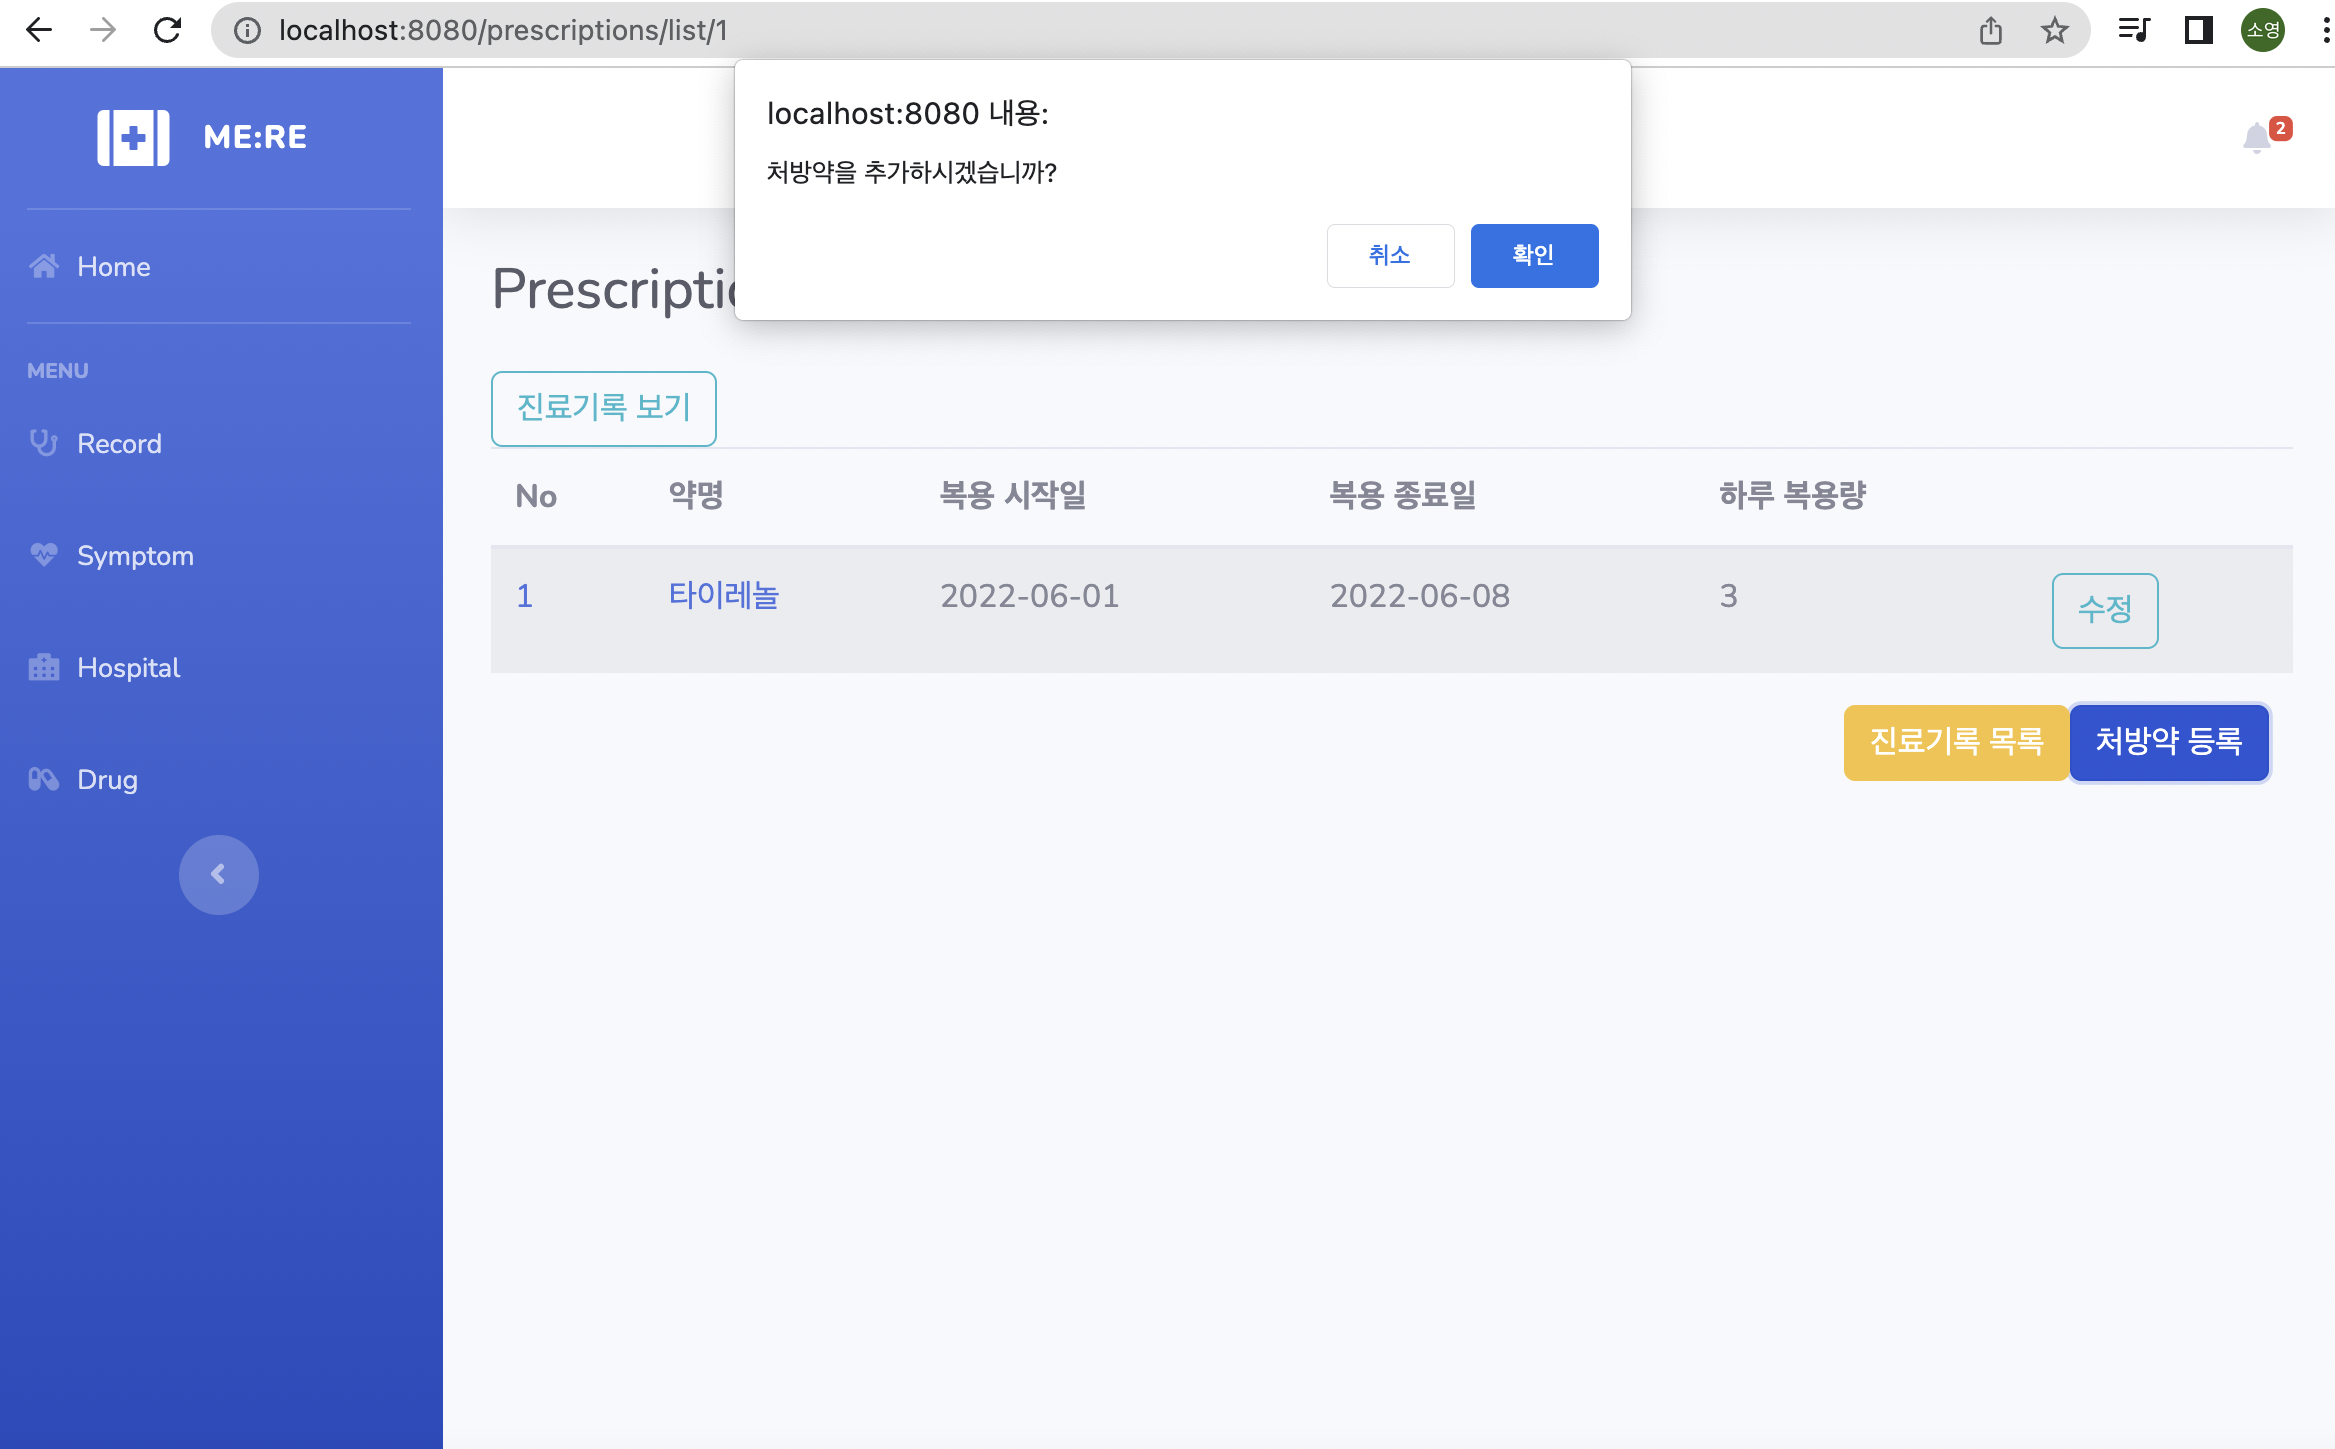 localhost:8080/prescriptions/list/1
소영
ME:RE
localhost:8080 내용:
처방약을 추가하시겠습니까?
취소 확인
2
Home
MENU
Record
Symptom
Hospital
Drug
진료기록 보기
No 약명 복용 시작일 복용 종료일 하루 복용량
1 타이레놀 2022-06-01 2022-06-08 3 수정
진료기록 목록 처방약 등록